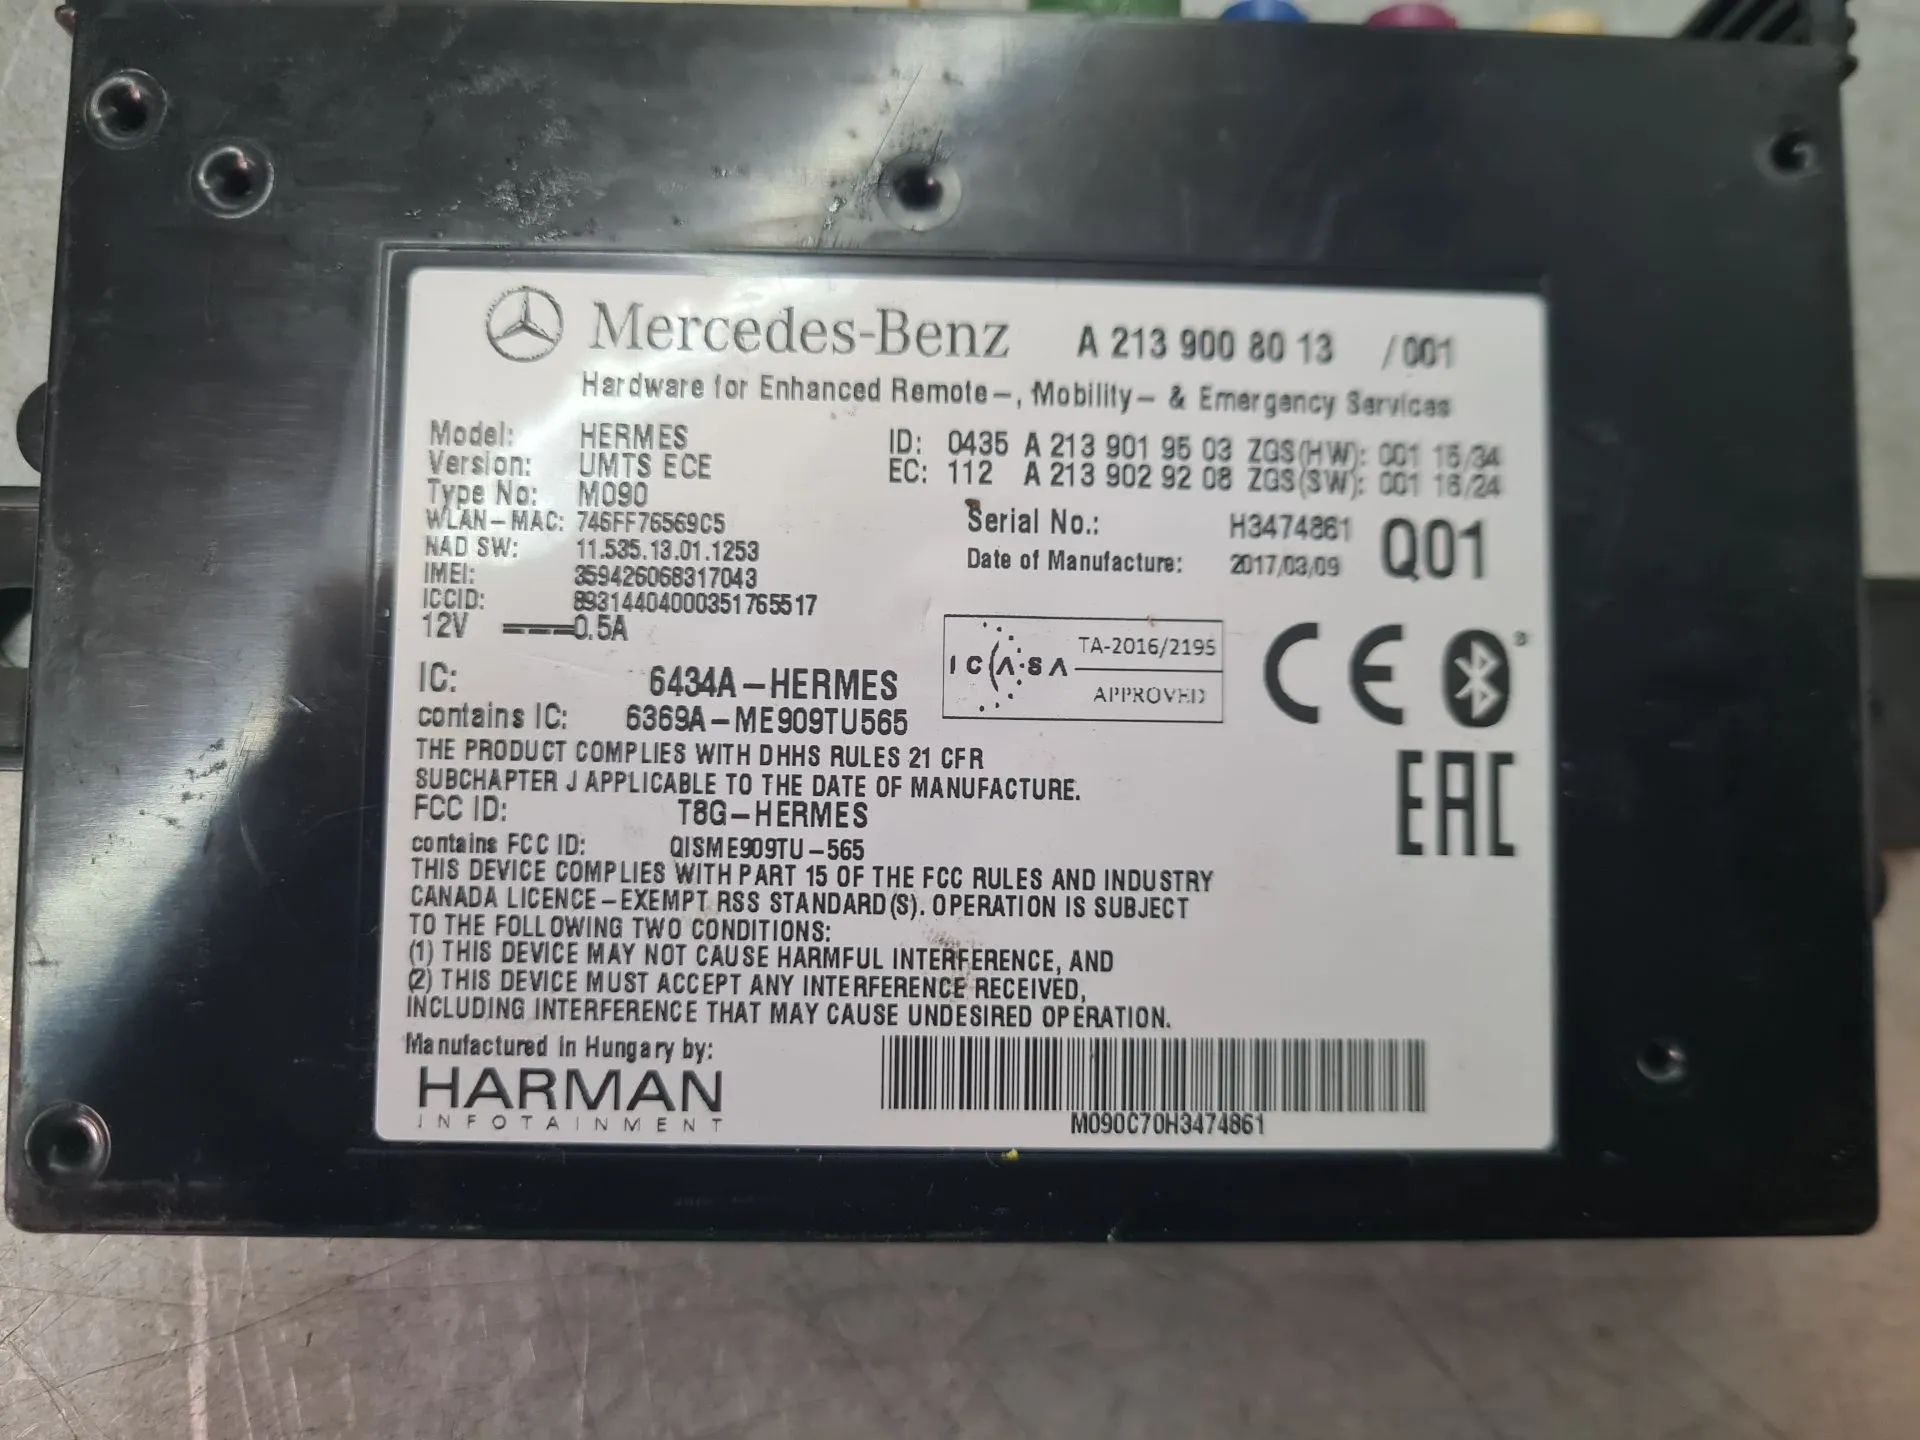 Mercedes-Benz A 213 900 80 13 /001
Hardware for Enhanced Remote-, Mobility- & Emergency Services
Model: HERMES
Version: UMTS ECE
Type No: M090
WLAN-MAC: 746FF76569C5
NAD SW: 11.535.13.01.1253
IMEI: 359426068317043
ICCID: 89314404000351765517
12V 0.5A
ID: 0435 A 213 901 95 03 ZGS(HW): 001 16/34
EC: 112 A 213 902 92 08 ZGS(SW): 001 16/24
Serial No.: H3474861 Q01
Date of Manufacture: 2017/03/09
ICASA TA-2016/2195
APPROVED
CE
EAC
IC: 6434A-HERMES
contains IC: 6369A-ME909TU565
THE PRODUCT COMPLIES WITH DHHS RULES 21 CFR
SUBCHAPTER J APPLICABLE TO THE DATE OF MANUFACTURE.
FCC ID: T8G-HERMES
contains FCC ID: QISME909TU-565
THIS DEVICE COMPLIES WITH PART 15 OF THE FCC RULES AND INDUSTRY
CANADA LICENCE-EXEMPT RSS STANDARD(S). OPERATION IS SUBJECT
TO THE FOLLOWING TWO CONDITIONS:
(1) THIS DEVICE MAY NOT CAUSE HARMFUL INTERFERENCE, AND
(2) THIS DEVICE MUST ACCEPT ANY INTERFERENCE RECEIVED,
INCLUDING INTERFERENCE THAT MAY CAUSE UNDESIRED OPERATION.
Manufactured in Hungary by:
HARMAN
INFOTAINMENT
M090C70H3474861